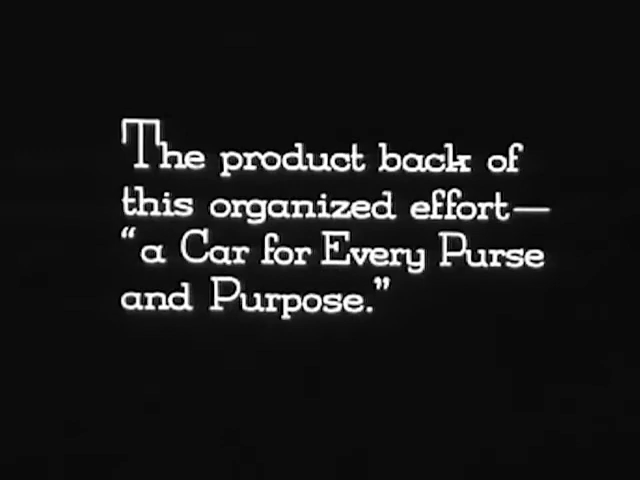 The product back of
this organized effort—
“a Car for Every Purse
and Purpose.”